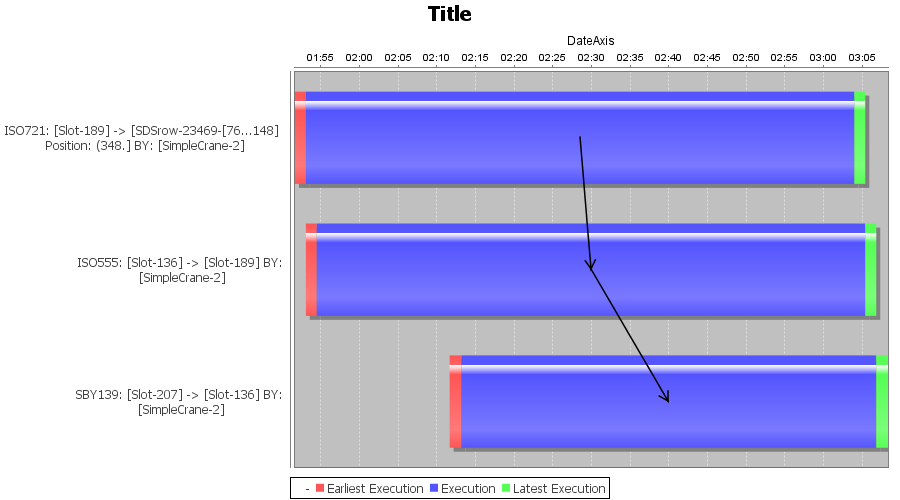 Title
DateAxis
01:55 02:00 02:05 02:10 02:15 02:20 02:25 02:30 02:35 02:40 02:45 02:50 02:55 03:00 03:05
ISO721: [Slot-189] -> [SDSrow-23469-[76...148]
Position: (348.] BY: [SimpleCrane-2]
ISO555: [Slot-136] -> [Slot-189] BY:
[SimpleCrane-2]
SBY139: [Slot-207] -> [Slot-136] BY:
[SimpleCrane-2]
- Earliest Execution Execution Latest Execution